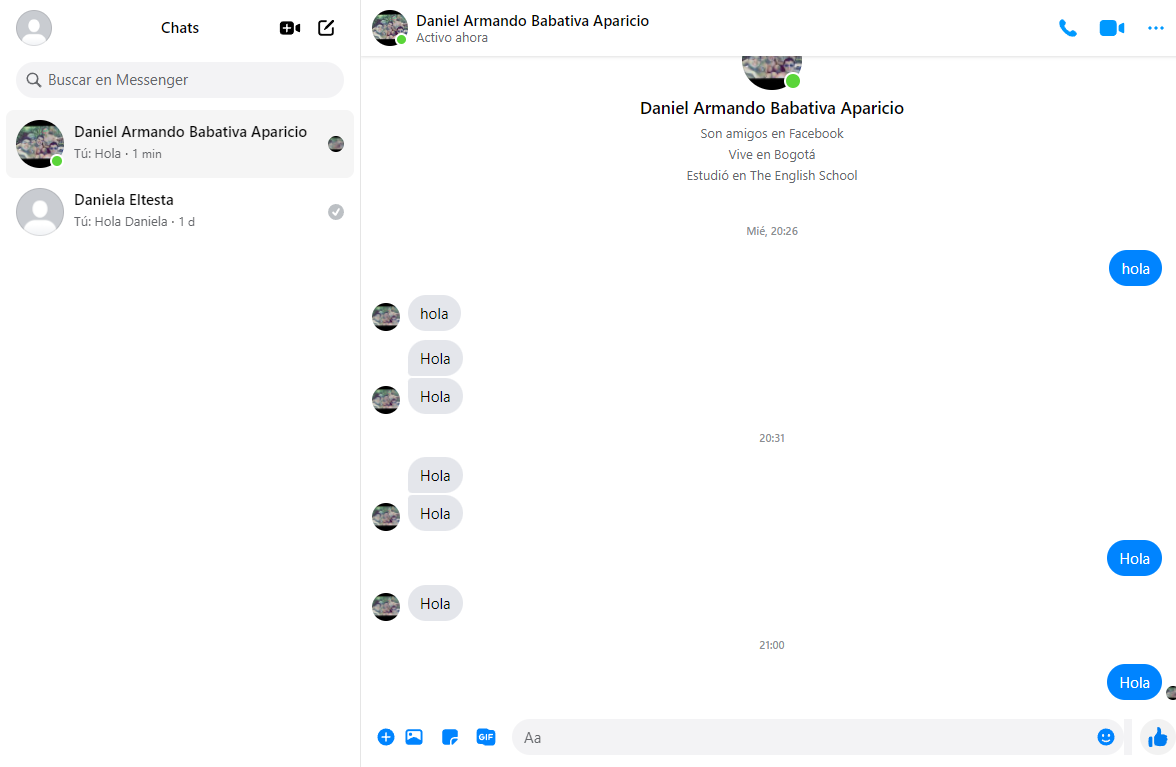 Chats
Buscar en Messenger
Daniel Armando Babativa Aparicio
Tú: Hola · 1 min
Daniela Eltesta
Tú: Hola Daniela · 1 d
Daniel Armando Babativa Aparicio
Activo ahora
Daniel Armando Babativa Aparicio
Son amigos en Facebook
Vive en Bogotá
Estudió en The English School
Mié, 20:26
hola
hola
Hola
Hola
20:31
Hola
Hola
Hola
Hola
21:00
Hola
GIF
Aa